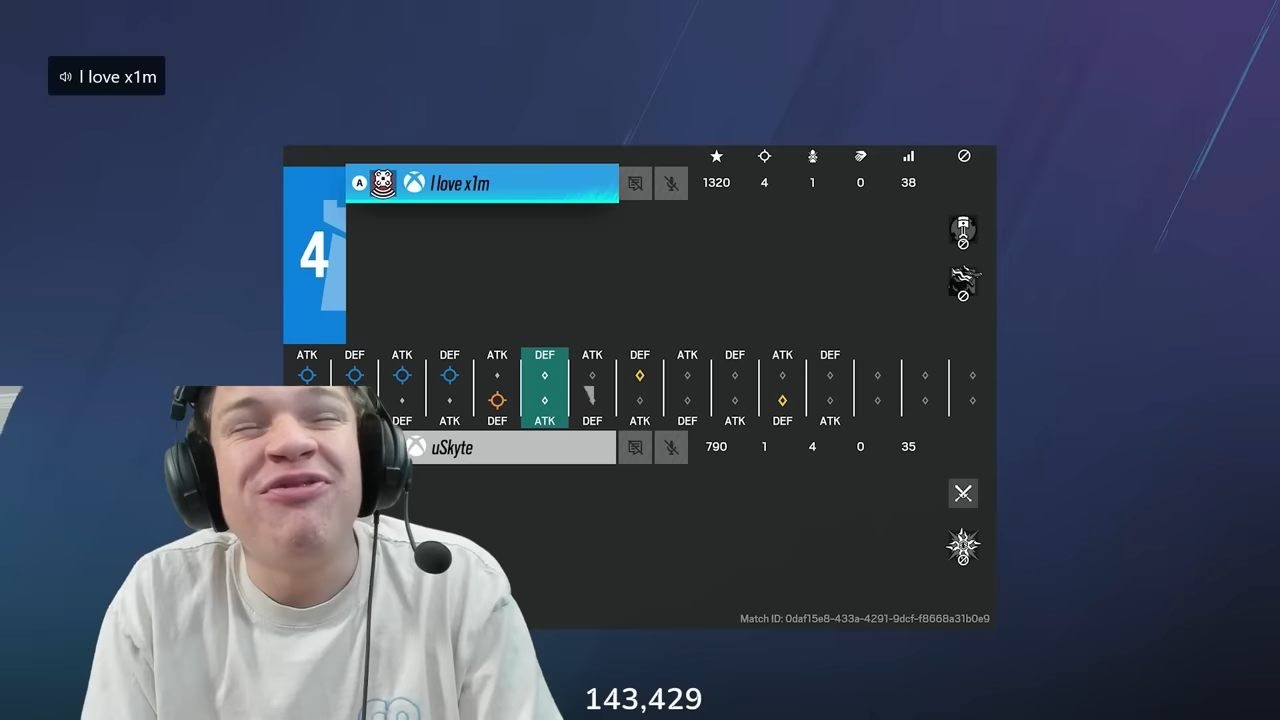 I love x1m
A I love x1m 1320 4 1 0 38
4
ATK DEF ATK DEF ATK DEF ATK DEF ATK DEF ATK DEF
DEF ATK DEF ATK DEF ATK DEF ATK DEF ATK
uSkyte 790 1 4 0 35
Match ID: 0daf15e8-433a-4291-9dcf-f8668a31b0e9
143,429